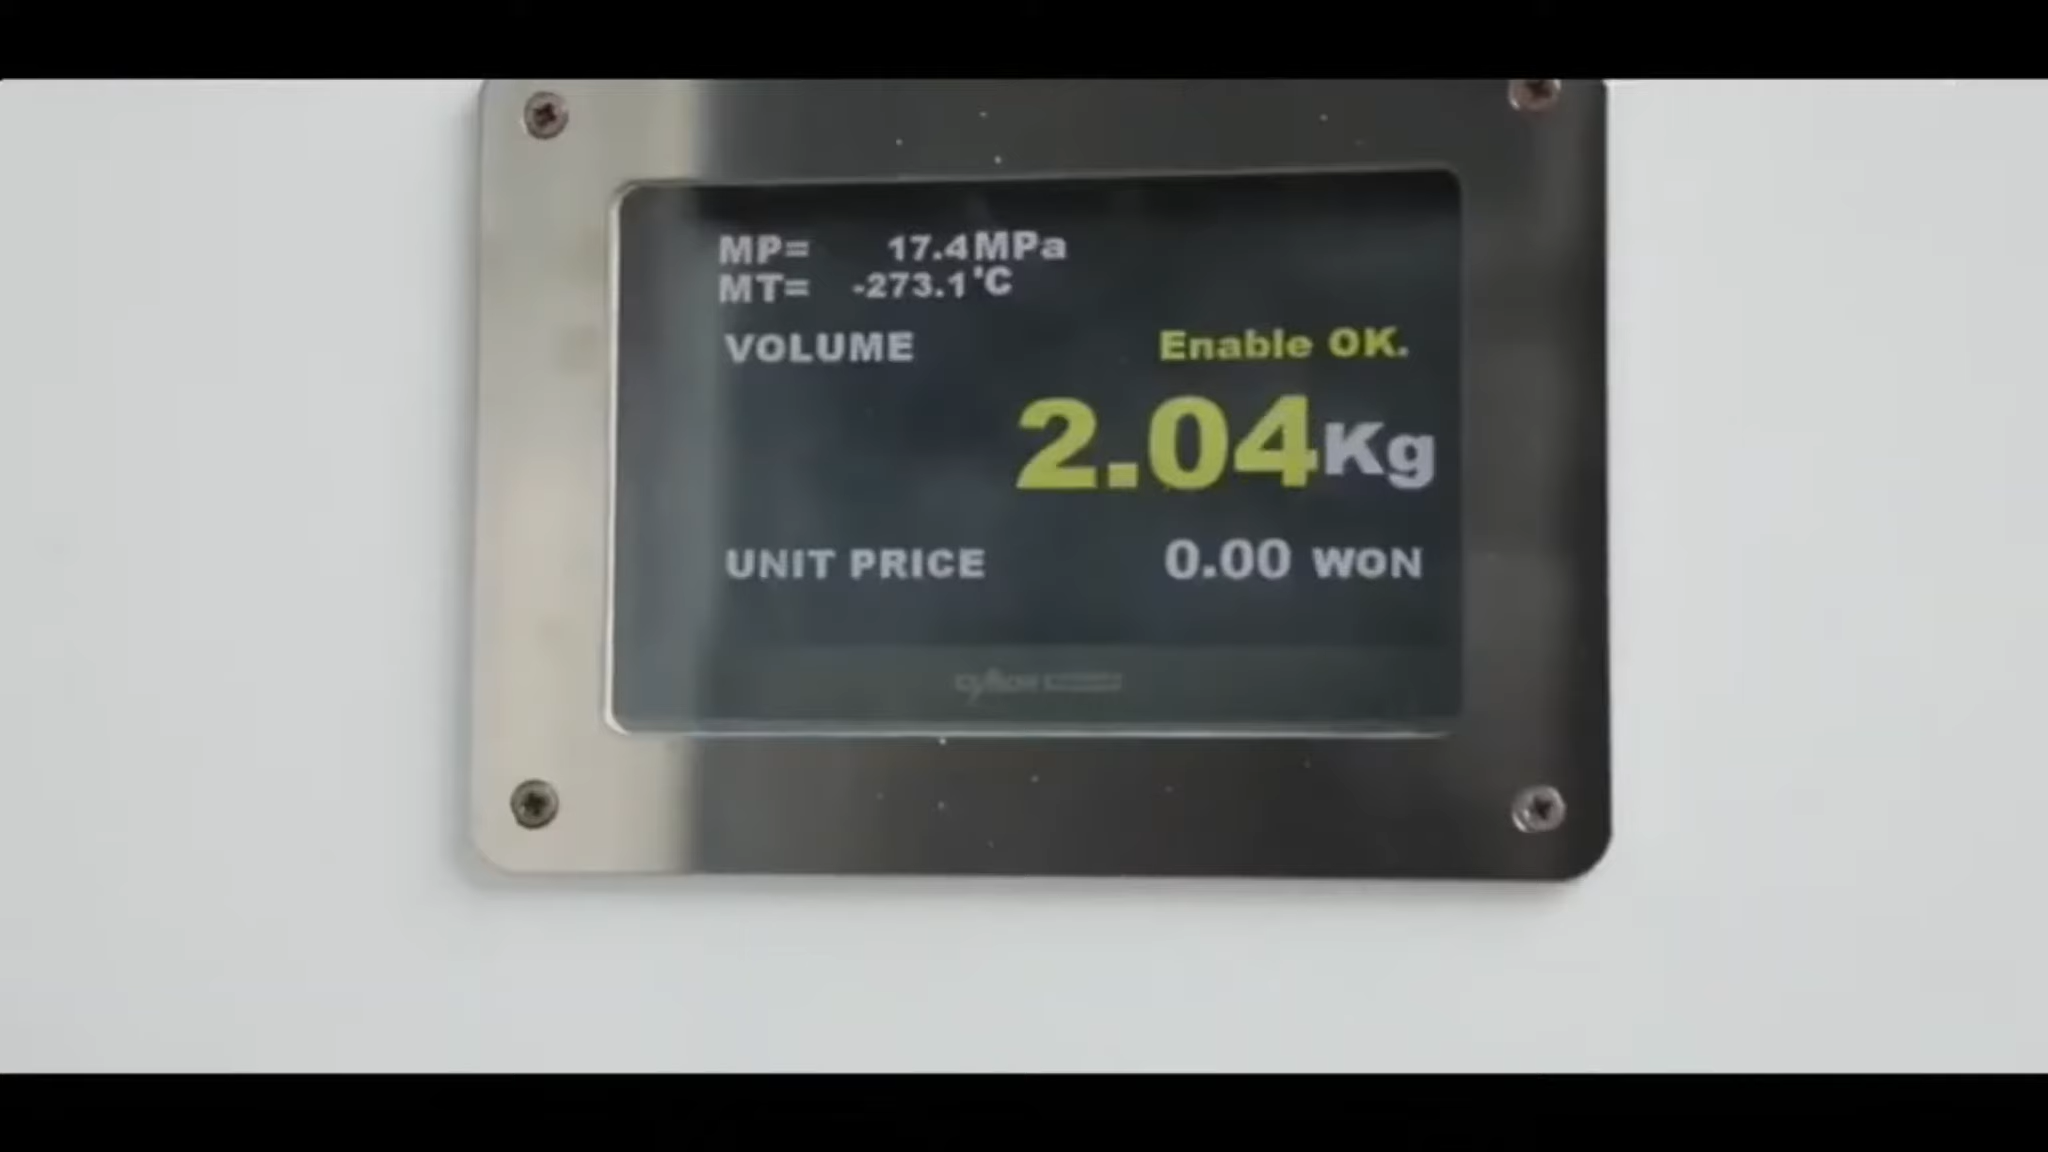 MP= 17.4MPa
MT= -273.1°C
VOLUME Enable OK.
2.04Kg
UNIT PRICE 0.00 WON